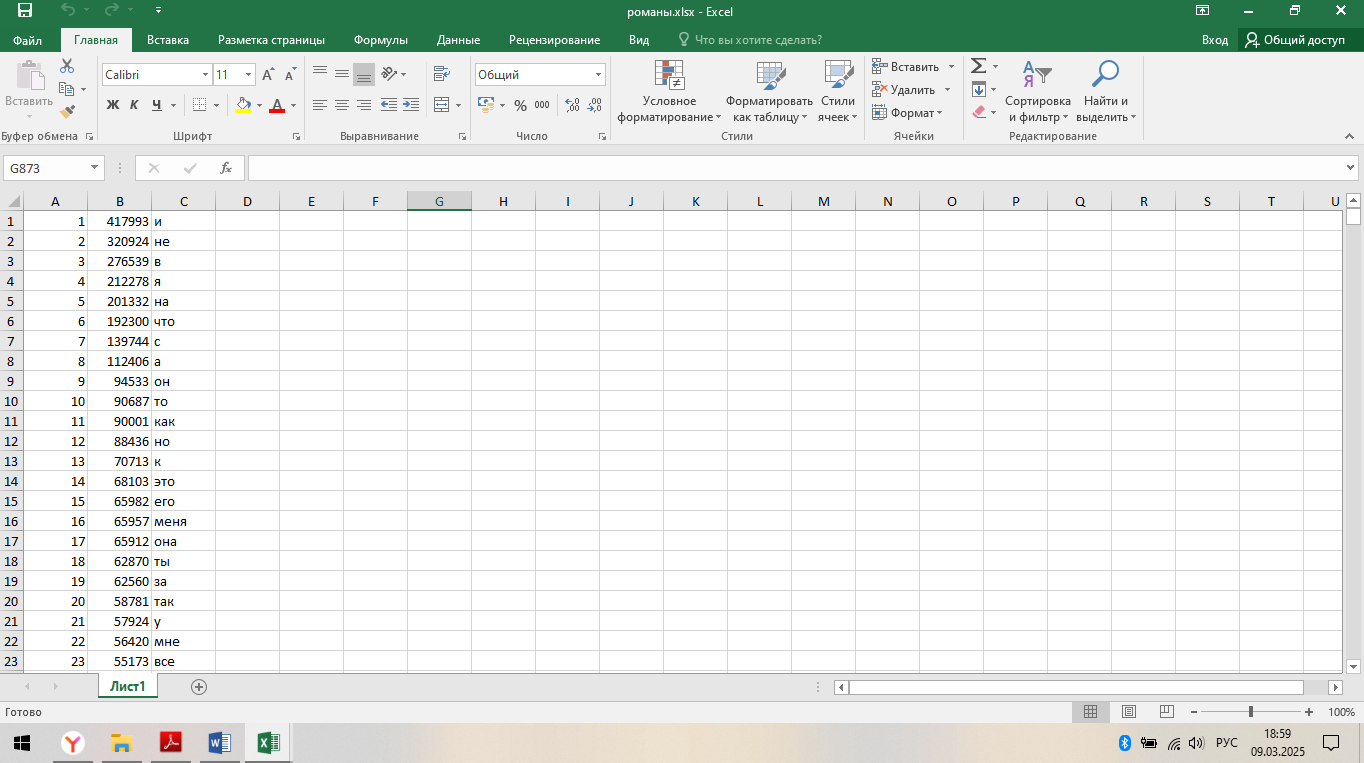 романы.xlsx - Excel
Файл Главная Вставка Разметка страницы Формулы Данные Рецензирование Вид Что вы хотите сделать? Вход Общий доступ
Вставить
Буфер обмена
Calibri 11
Ж К Ч
Шрифт
Выравнивание
Общий
% 000
Число
Условное форматирование
Форматировать как таблицу
Стили ячеек
Стили
Вставить
Удалить
Формат
Ячейки
Сортировка и фильтр
Найти и выделить
Редактирование
G873 fx
A B C D E F G H I J K L M N O P Q R S T U
1 1 417993 и
2 2 320924 не
3 3 276539 в
4 4 212278 я
5 5 201332 на
6 6 192300 что
7 7 139744 с
8 8 112406 а
9 9 94533 он
10 10 90687 то
11 11 90001 как
12 12 88436 но
13 13 70713 к
14 14 68103 это
15 15 65982 его
16 16 65957 меня
17 17 65912 она
18 18 62870 ты
19 19 62560 за
20 20 58781 так
21 21 57924 у
22 22 56420 мне
23 23 55173 все
Лист1
Готово 100%
РУС 18:59
09.03.2025